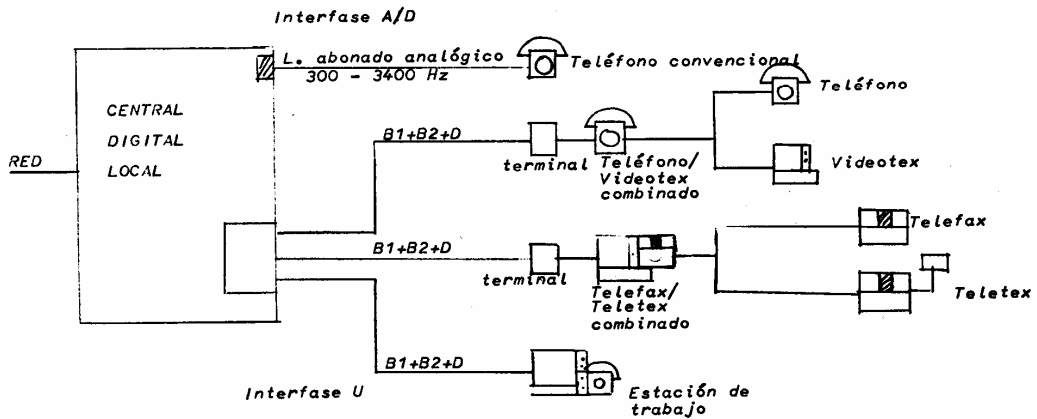 Interfase A/D
L. abonado analógico
300 - 3400 Hz
Teléfono convencional
Teléfono
CENTRAL
DIGITAL
LOCAL
RED
B1+B2+D
terminal
Teléfono/
Videotex
combinado
Videotex
B1+B2+D
terminal
Telefax/
Teletex
combinado
Telefax
Teletex
B1+B2+D
Interfase U
Estación de
trabajo